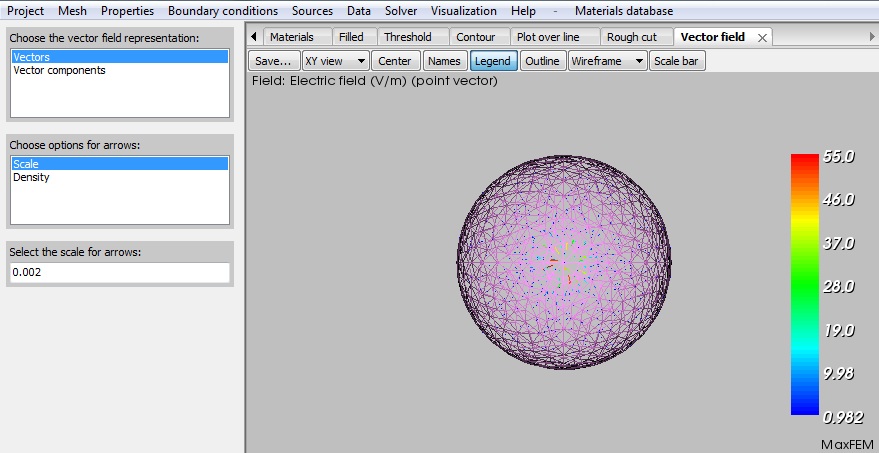 Project Mesh Properties Boundary conditions Sources Data Solver Visualization Help - Materials database
Choose the vector field representation:
Vectors
Vector components
Choose options for arrows:
Scale
Density
Select the scale for arrows:
0.002
Materials Filled Threshold Contour Plot over line Rough cut Vector field
Save... XY view Center Names Legend Outline Wireframe Scale bar
Field: Electric field (V/m) (point vector)
55.0
46.0
37.0
28.0
19.0
9.98
0.982
MaxFEM